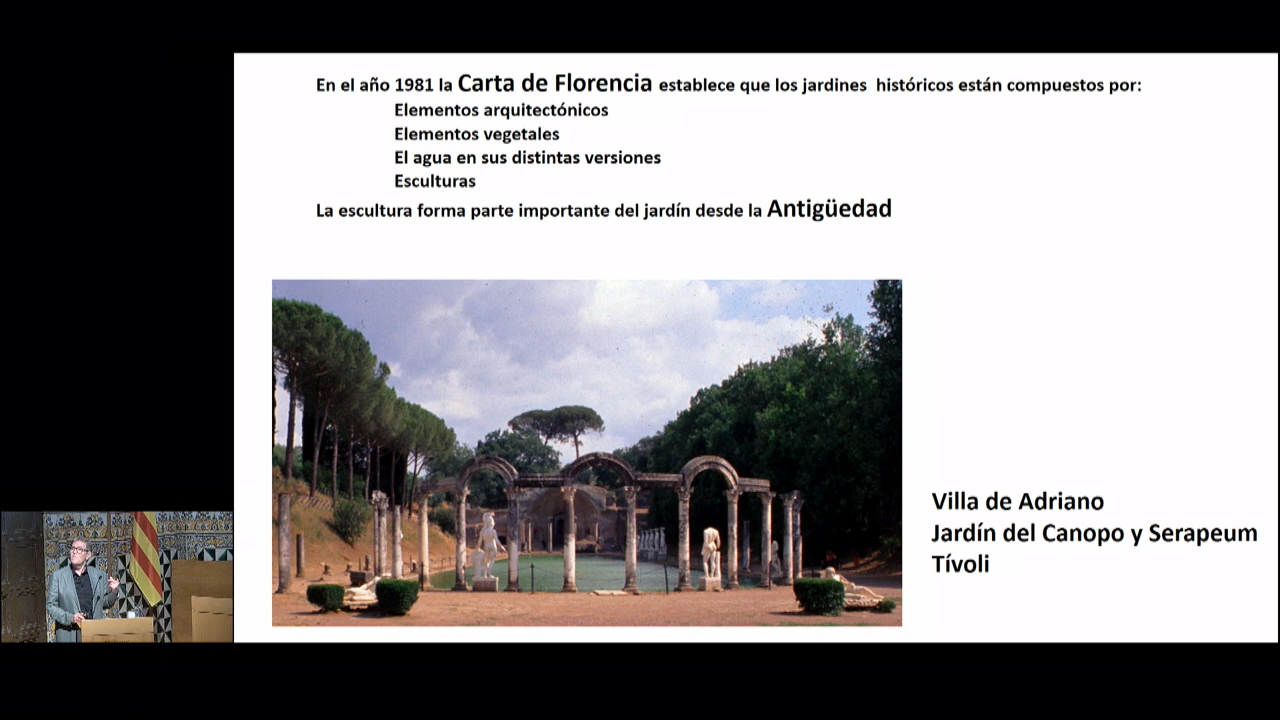 En el año 1981 la Carta de Florencia establece que los jardines históricos están compuestos por:
Elementos arquitectónicos
Elementos vegetales
El agua en sus distintas versiones
Esculturas
La escultura forma parte importante del jardín desde la Antigüedad
Villa de Adriano
Jardín del Canopo y Serapeum
Tívoli